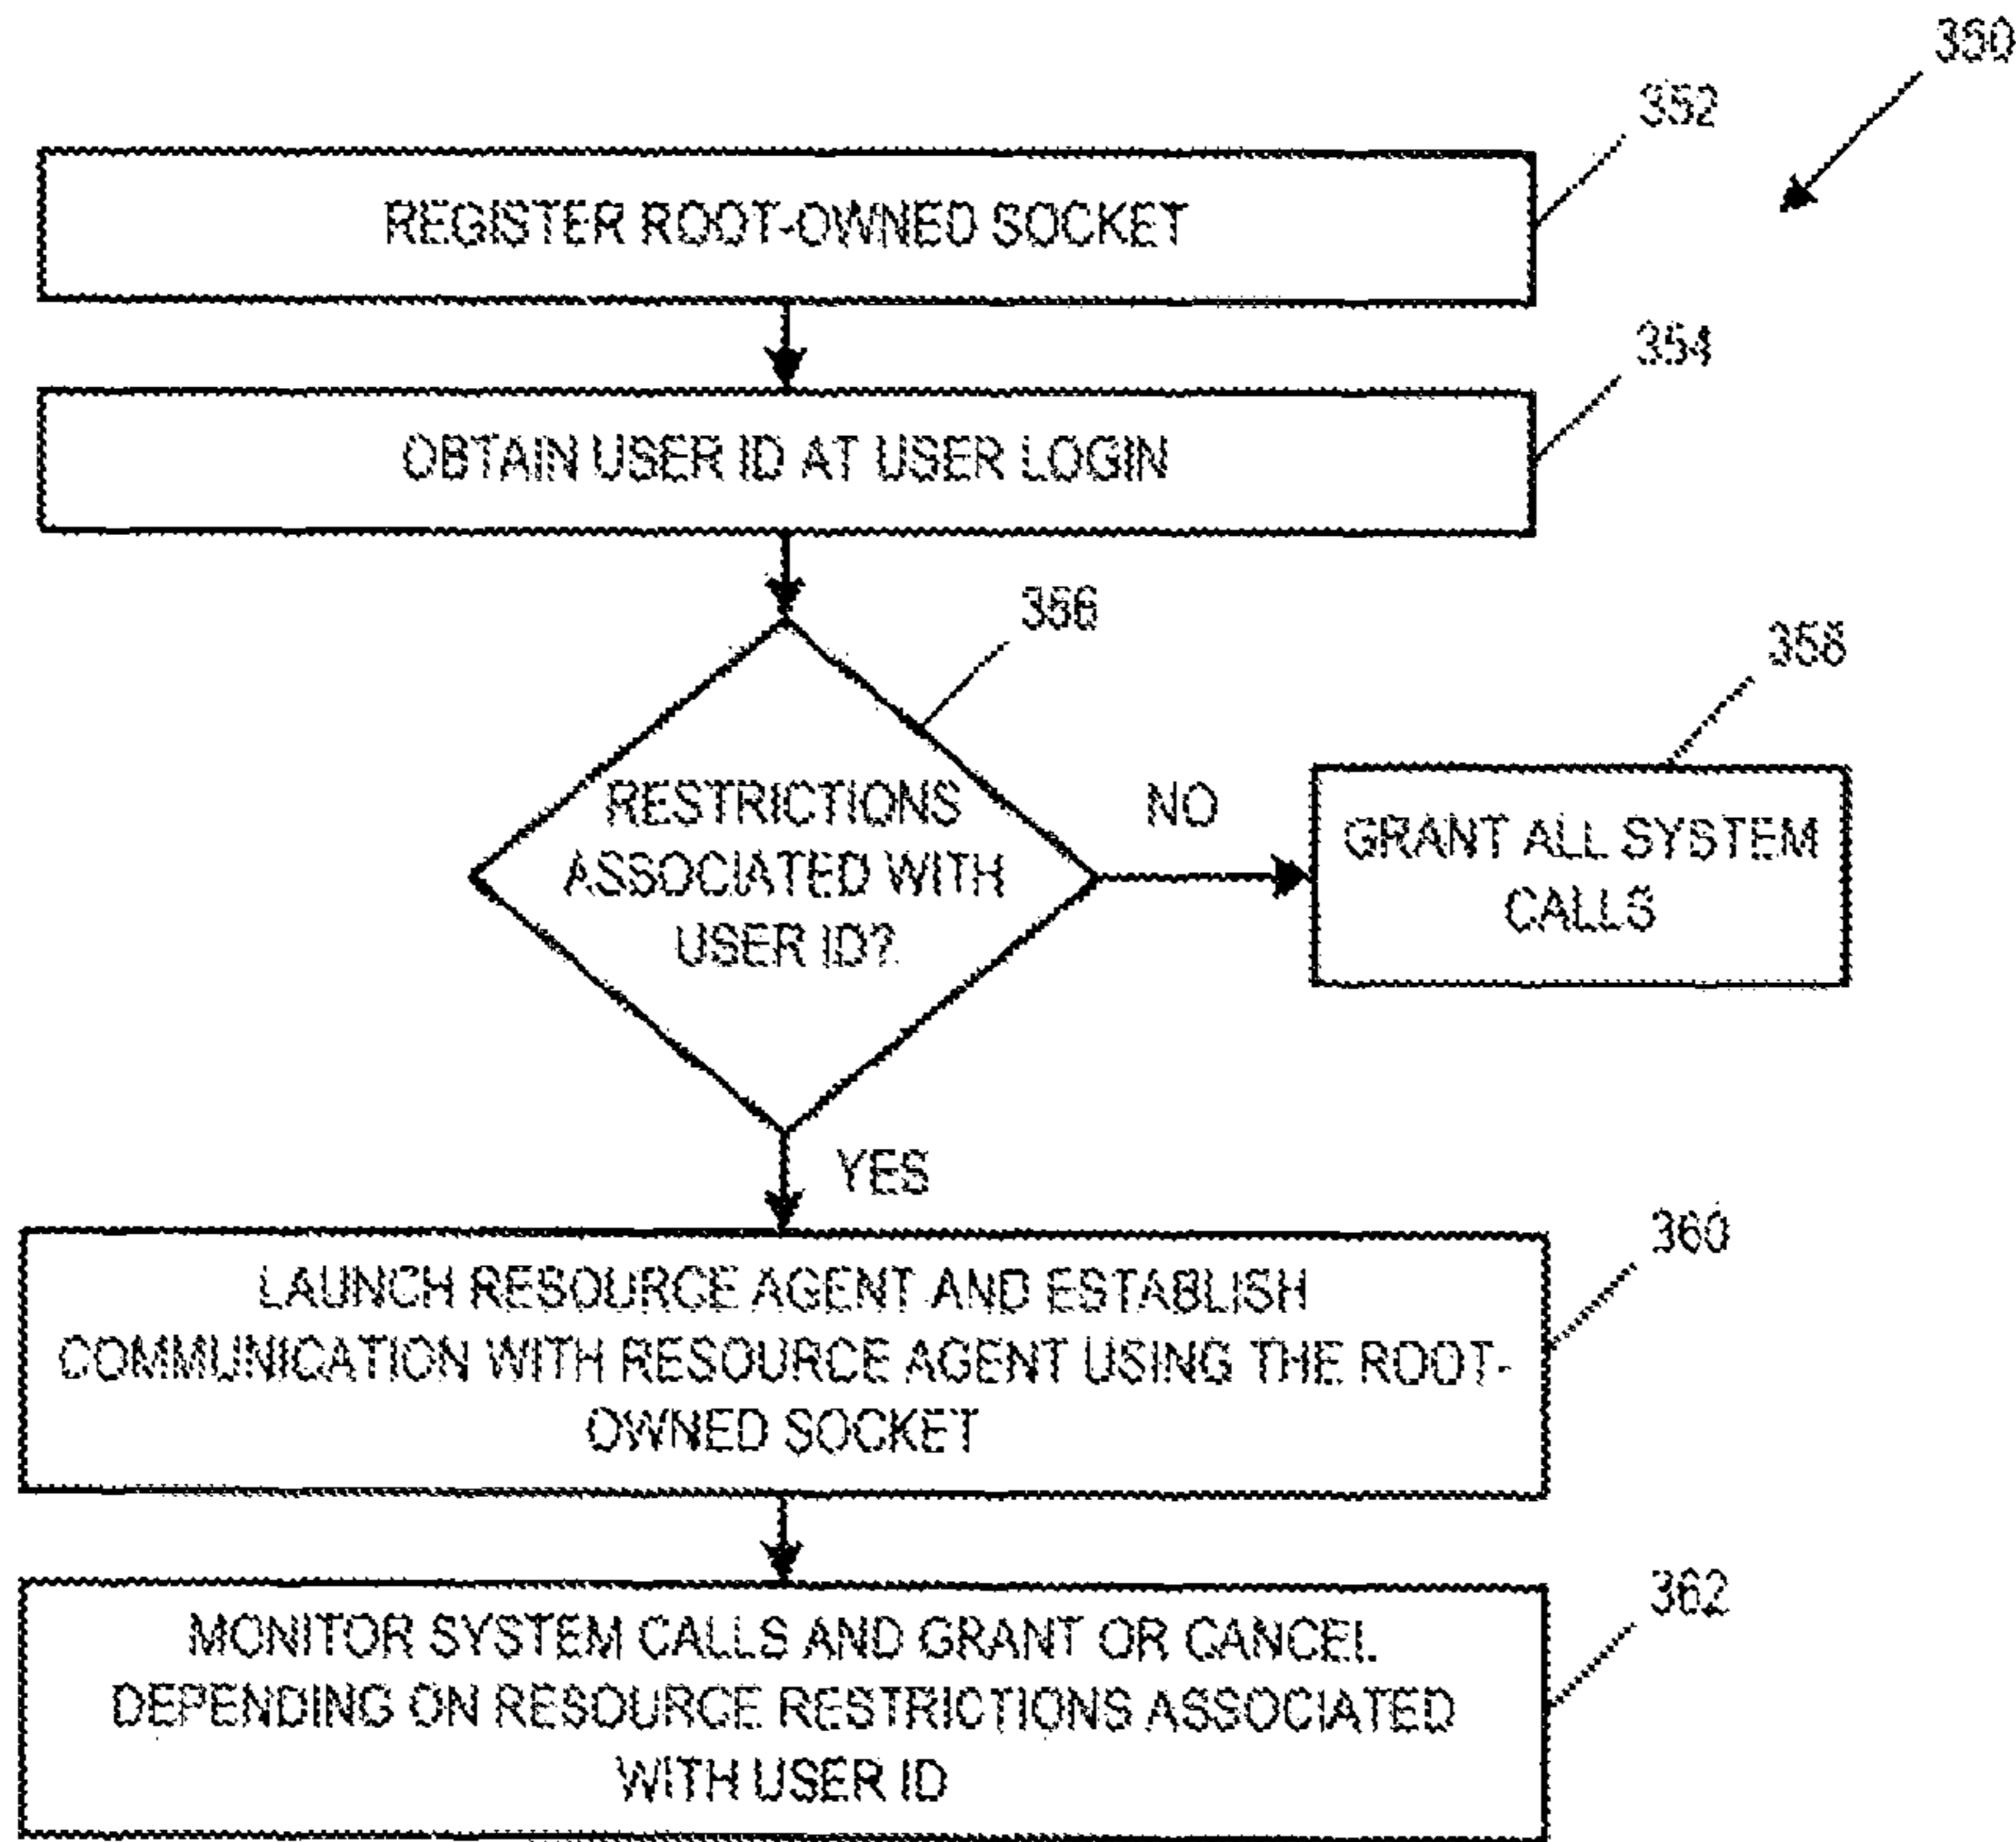 350
352
REGISTER ROOT-OWNED SOCKET
354
OBTAIN USER ID AT USER LOGIN
356
358
RESTRICTIONS
ASSOCIATED WITH
USER ID?
NO
GRANT ALL SYSTEM
CALLS
YES
360
LAUNCH RESOURCE AGENT AND ESTABLISH
COMMUNICATION WITH RESOURCE AGENT USING THE ROOT-
OWNED SOCKET
362
MONITOR SYSTEM CALLS AND GRANT OR CANCEL
DEPENDING ON RESOURCE RESTRICTIONS ASSOCIATED
WITH USER ID